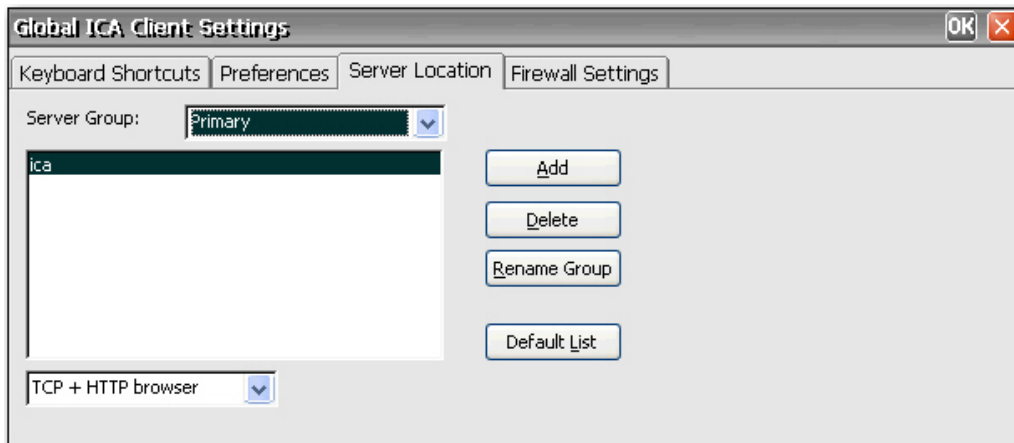 Global ICA Client Settings OK
Keyboard Shortcuts Preferences Server Location Firewall Settings
Server Group: Primary
ica
Add
Delete
Rename Group
Default List
TCP + HTTP browser